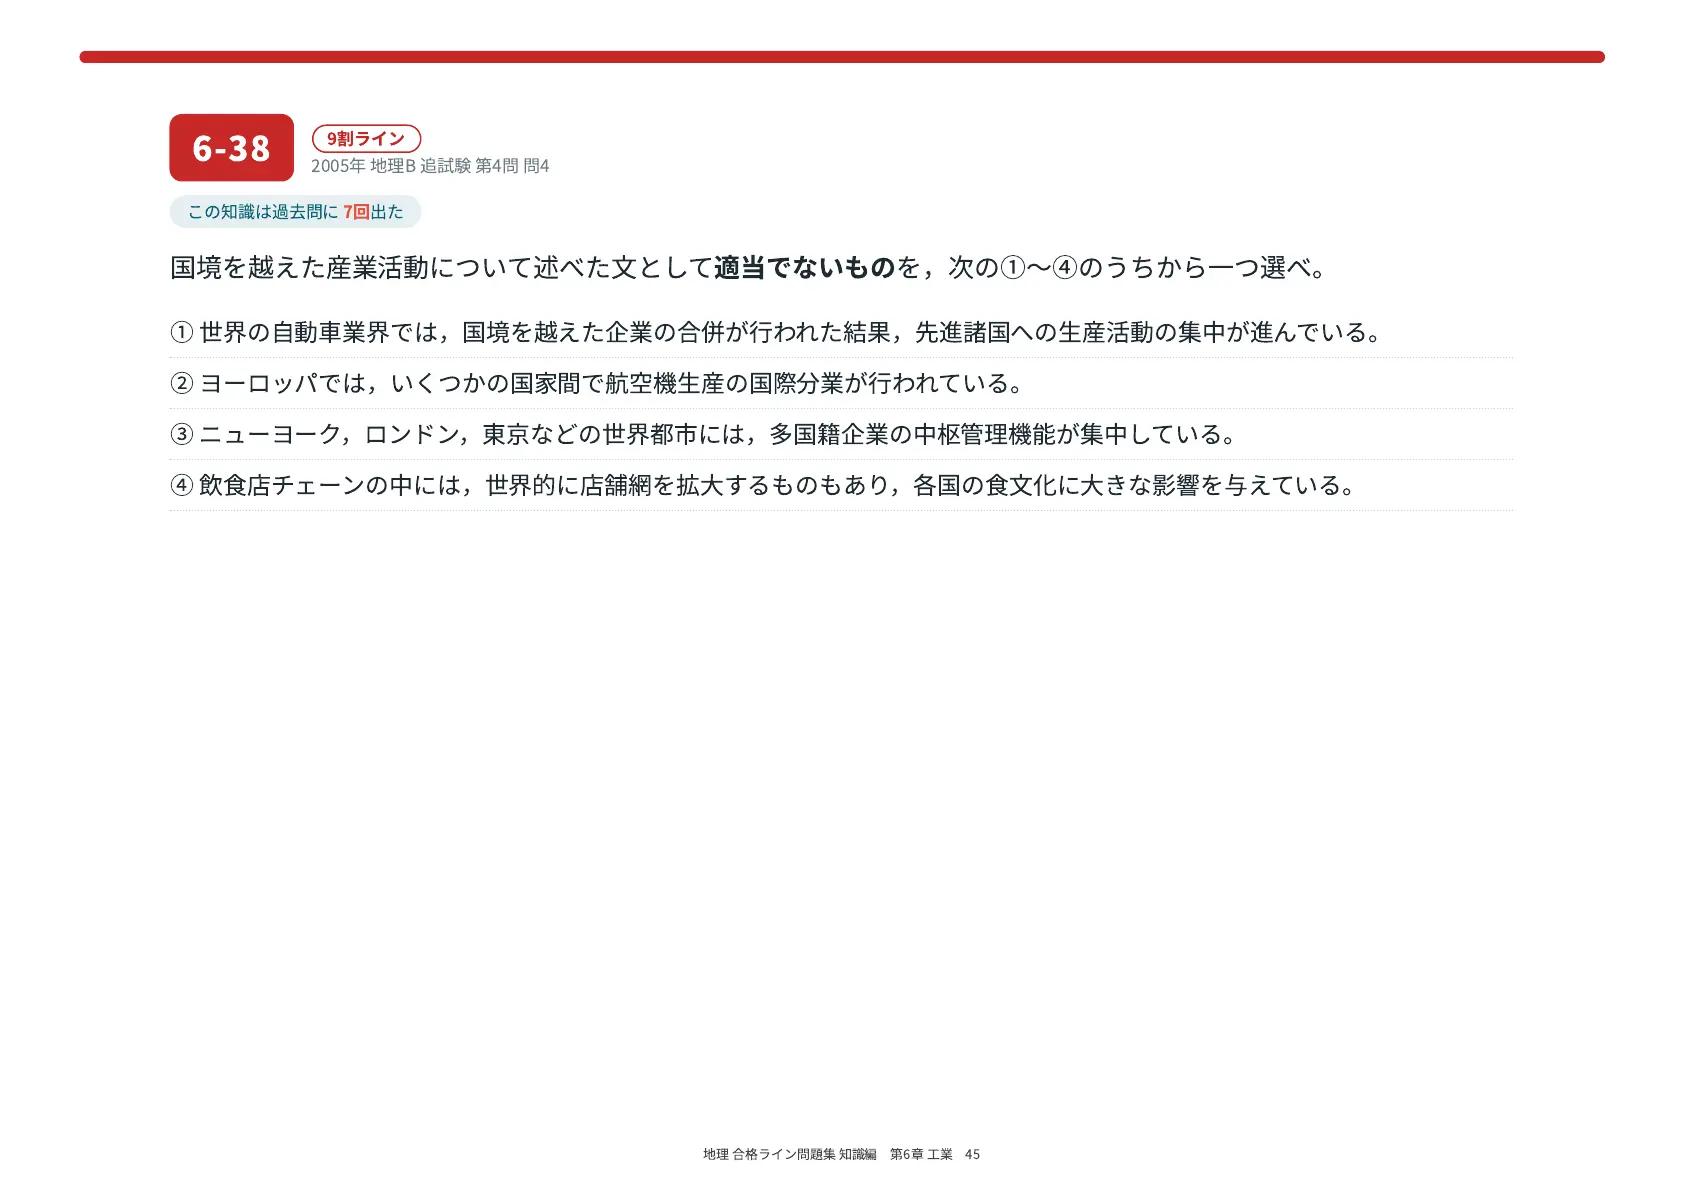 6-38
9割ライン
2005年 地理B 追試験 第4問 問4
この知識は過去問に 7回出た
国境を越えた産業活動について述べた文として適当でないものを，次の①〜④のうちから一つ選べ。
① 世界の自動車業界では，国境を越えた企業の合併が行われた結果，先進諸国への生産活動の集中が進んでいる。
② ヨーロッパでは，いくつかの国家間で航空機生産の国際分業が行われている。
③ ニューヨーク，ロンドン，東京などの世界都市には，多国籍企業の中枢管理機能が集中している。
④ 飲食店チェーンの中には，世界的に店舗網を拡大するものもあり，各国の食文化に大きな影響を与えている。
地理 合格ライン問題集 知識編　第6章 工業　45